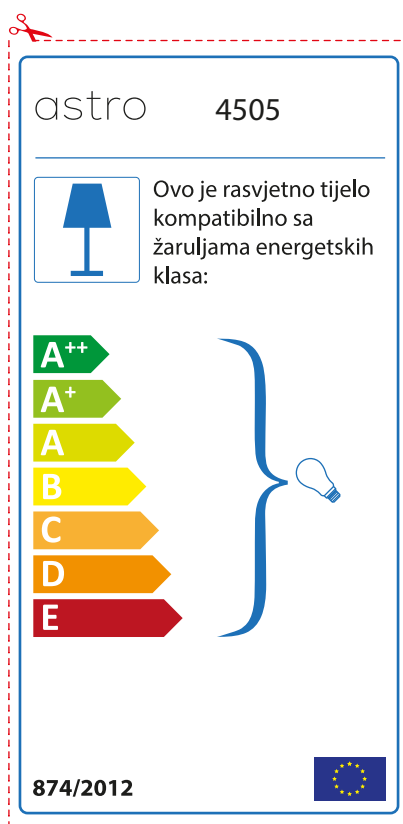 astro 4505
Ovo je rasvjetno tijelo
kompatibilno sa
žaruljama energetskih
klasa:
A++
A+
A
B
C
D
E
874/2012